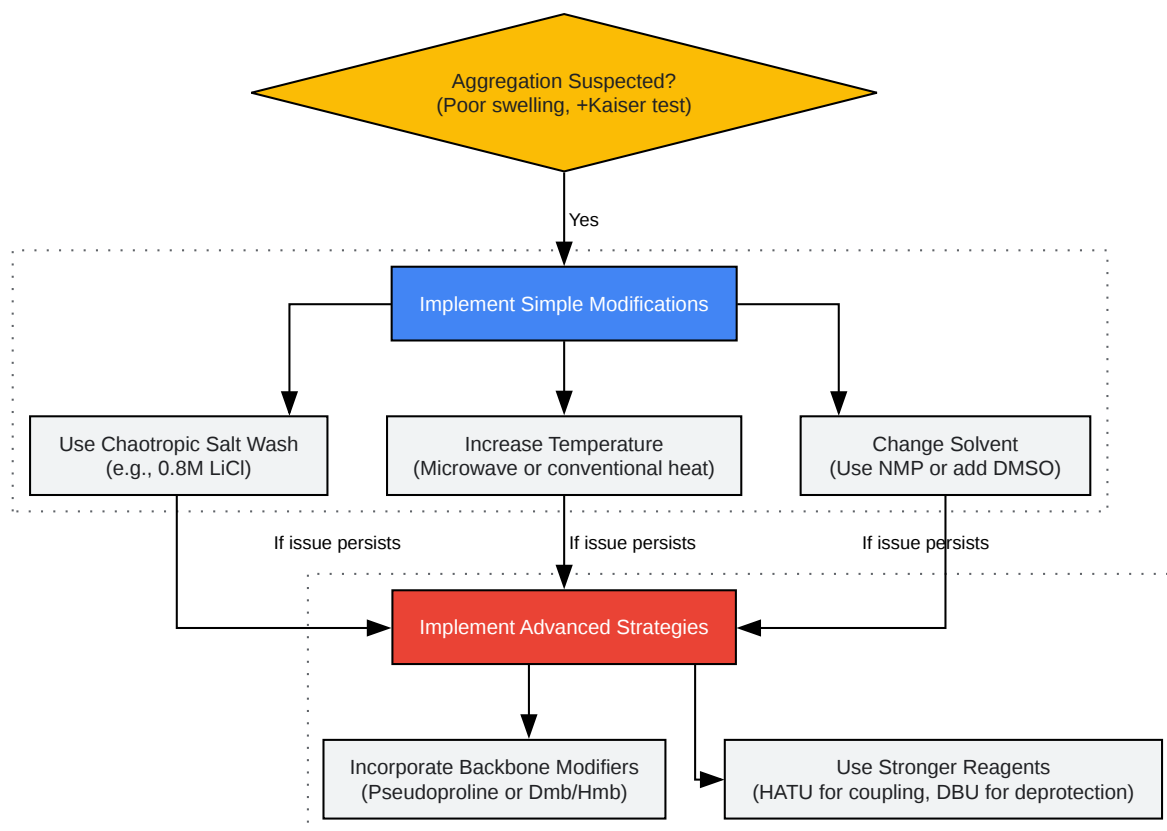 Aggregation Suspected?
(Poor swelling, +Kaiser test)
Yes
Implement Simple Modifications
Use Chaotropic Salt Wash
(e.g., 0.8M LiCl)
Increase Temperature
(Microwave or conventional heat)
Change Solvent
(Use NMP or add DMSO)
If issue persists
If issue persists
If issue persists
Implement Advanced Strategies
Incorporate Backbone Modifiers
(Pseudoproline or Dmb/Hmb)
Use Stronger Reagents
(HATU for coupling, DBU for deprotection)